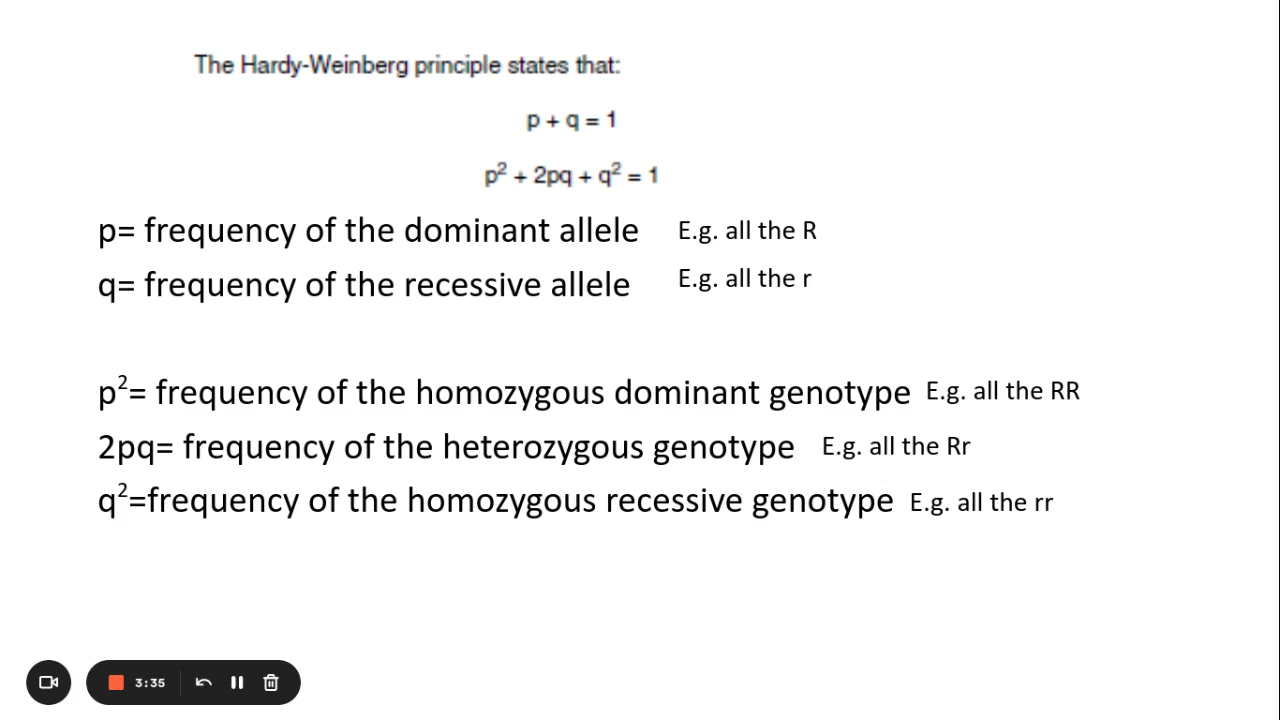 The Hardy-Weinberg principle states that:
p + q = 1
p² + 2pq + q² = 1
p= frequency of the dominant allele E.g. all the R
q= frequency of the recessive allele E.g. all the r
p²= frequency of the homozygous dominant genotype E.g. all the RR
2pq= frequency of the heterozygous genotype E.g. all the Rr
q²=frequency of the homozygous recessive genotype E.g. all the rr
3:35